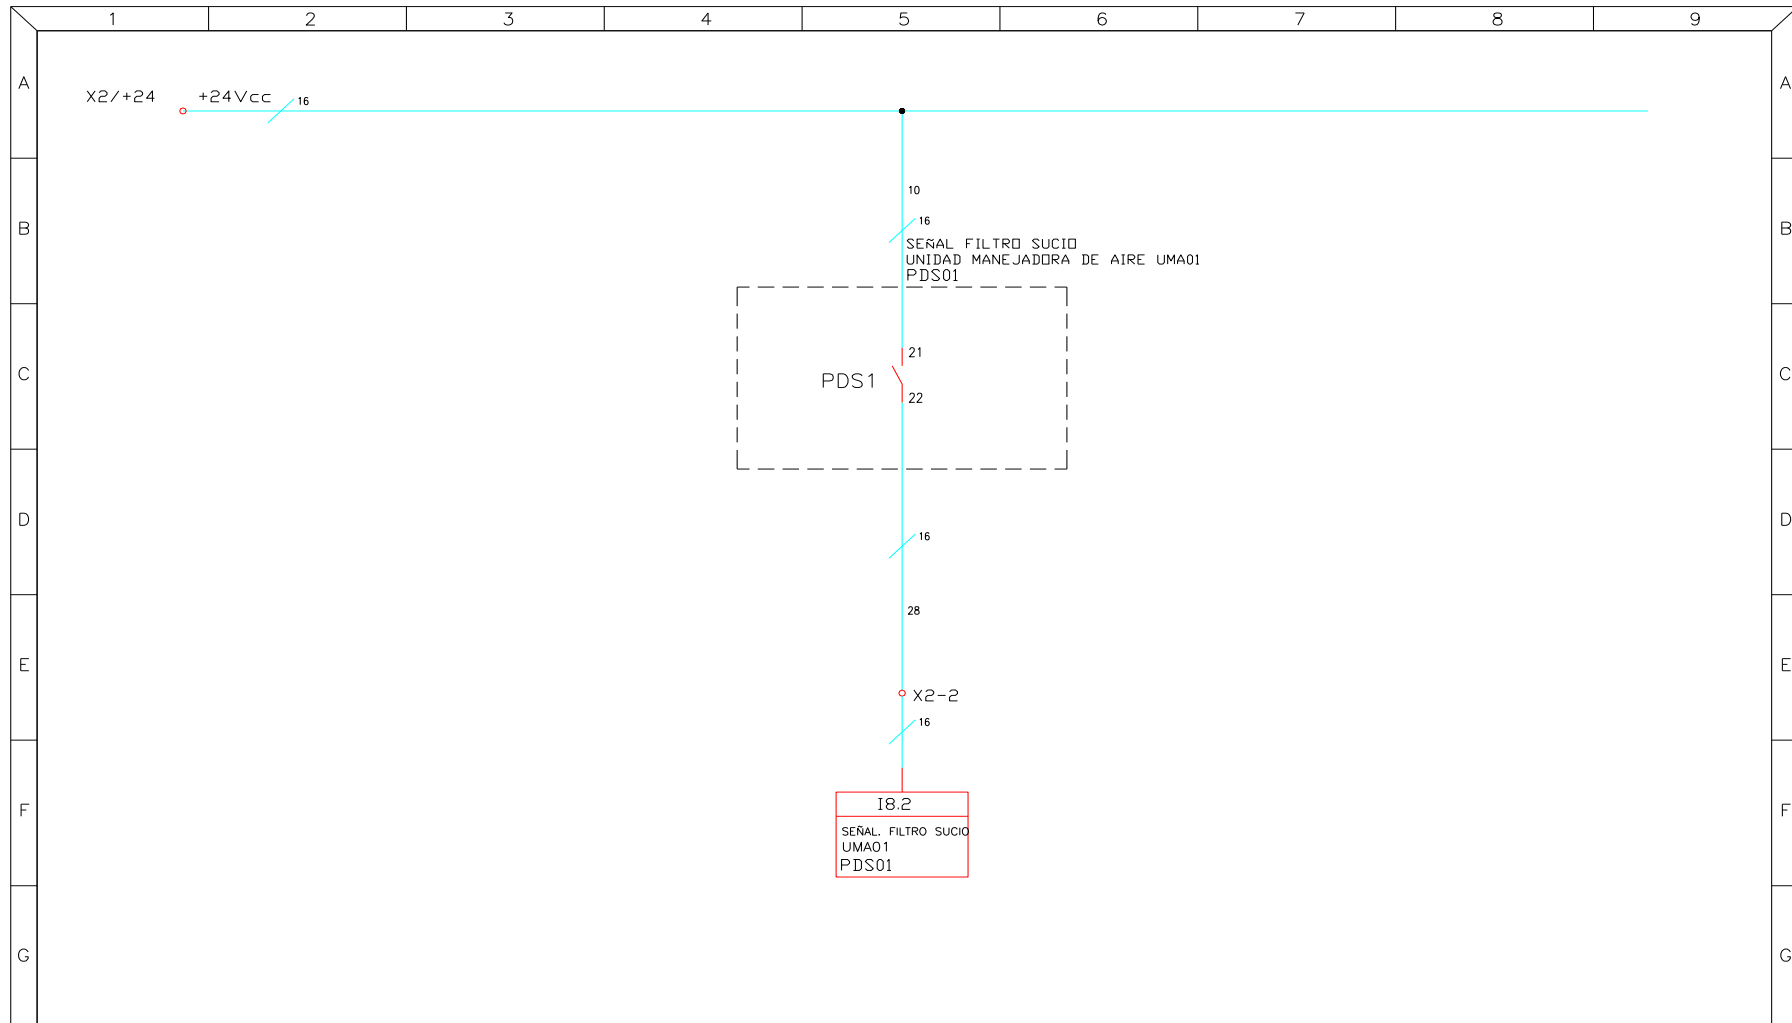 1 2 3 4 5 6 7 8 9
A A
X2/+24 +24Vcc 16
10
B B
16
SEÑAL FILTRO SUCIO
UNIDAD MANEJADORA DE AIRE UMA01
PDS01
21
C C
PDS1
22
D D
16
28
E E
X2-2
16
I8.2
F F
SEÑAL. FILTRO SUCIO
UMA01
PDS01
G G